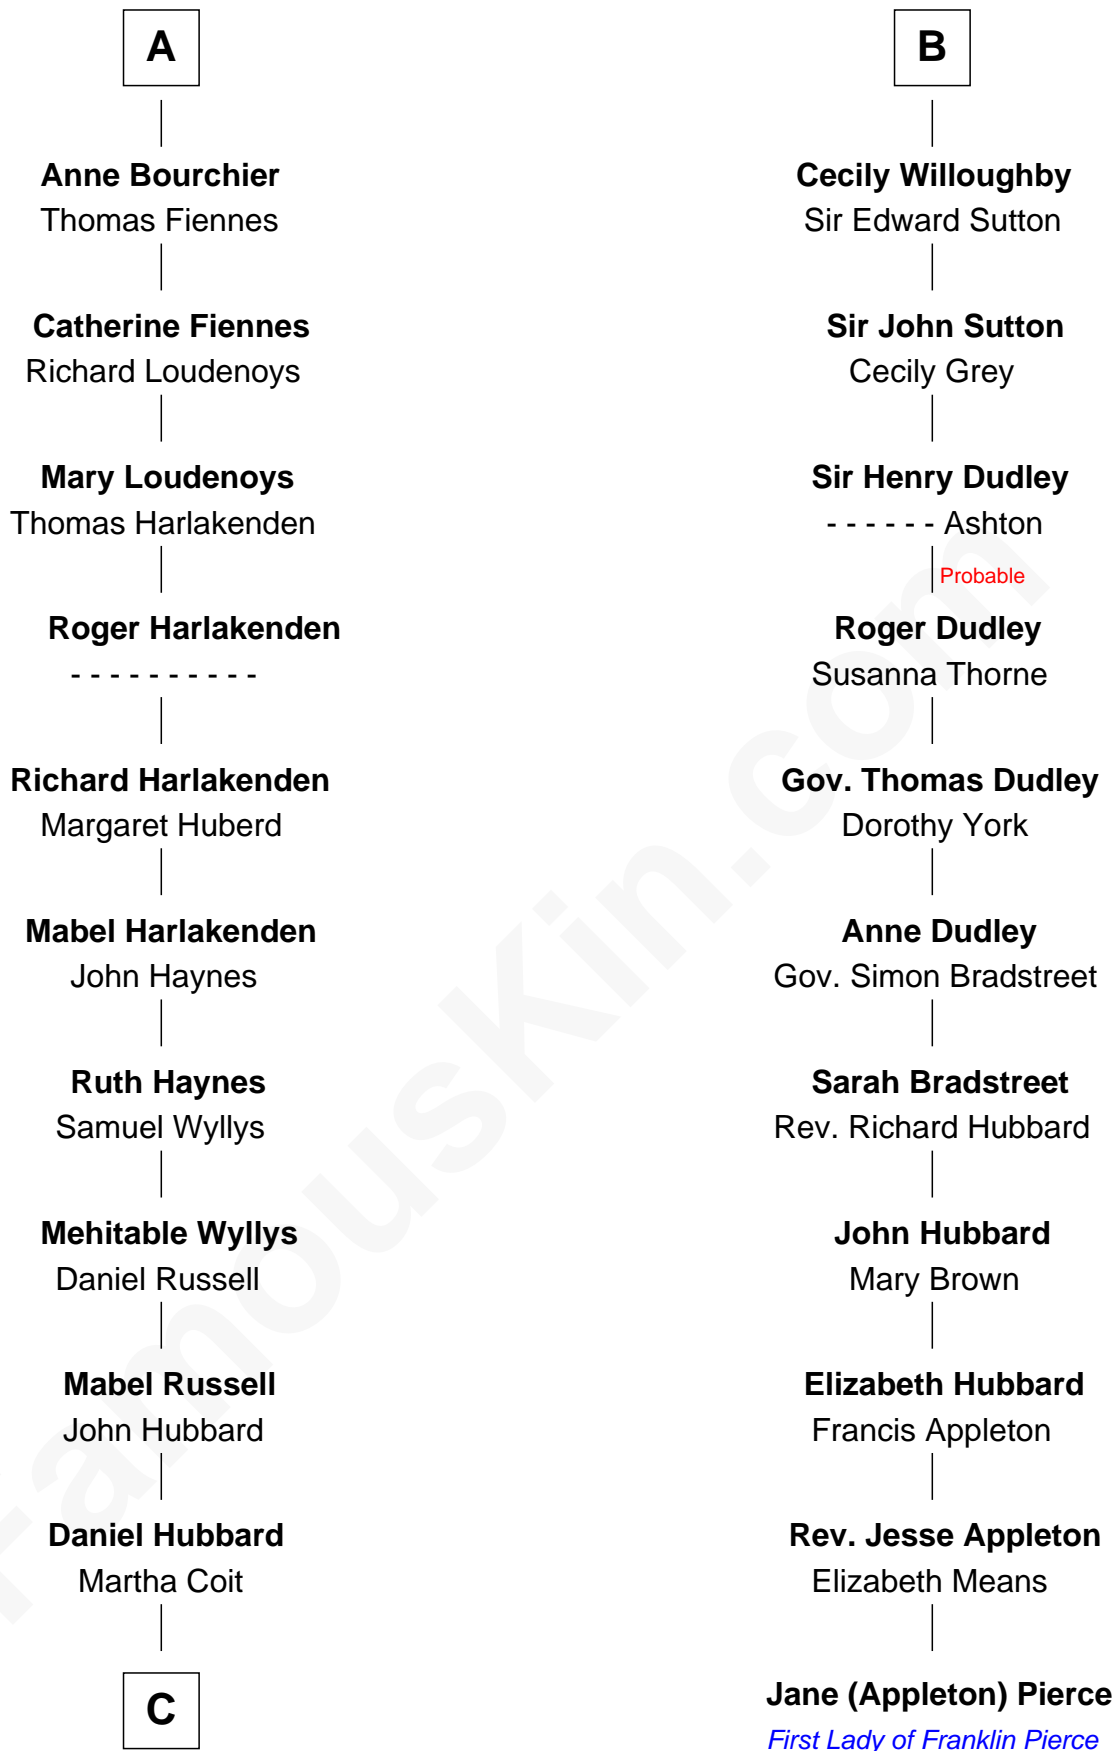 A
Anne Bourchier
Thomas Fiennes
Catherine Fiennes
Richard Loudenoys
Mary Loudenoys
Thomas Harlakenden
Roger Harlakenden
- - - - - - - - - -
Richard Harlakenden
Margaret Huberd
Mabel Harlakenden
John Haynes
Ruth Haynes
Samuel Wyllys
Mehitable Wyllys
Daniel Russell
Mabel Russell
John Hubbard
Daniel Hubbard
Martha Coit
C
B
Cecily Willoughby
Sir Edward Sutton
Sir John Sutton
Cecily Grey
Sir Henry Dudley
- - - - - - Ashton
Probable
Roger Dudley
Susanna Thorne
Gov. Thomas Dudley
Dorothy York
Anne Dudley
Gov. Simon Bradstreet
Sarah Bradstreet
Rev. Richard Hubbard
John Hubbard
Mary Brown
Elizabeth Hubbard
Francis Appleton
Rev. Jesse Appleton
Elizabeth Means
Jane (Appleton) Pierce
First Lady of Franklin Pierce
FamousKin.com